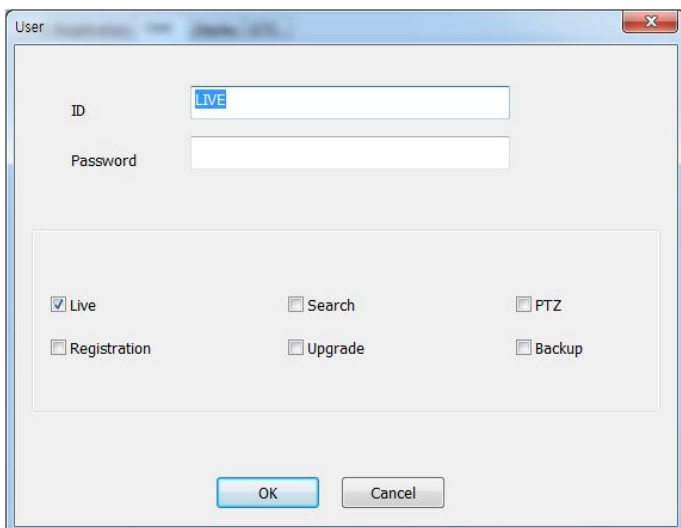 User
ID LIVE
Password
Live Search PTZ
Registration Upgrade Backup
OK Cancel